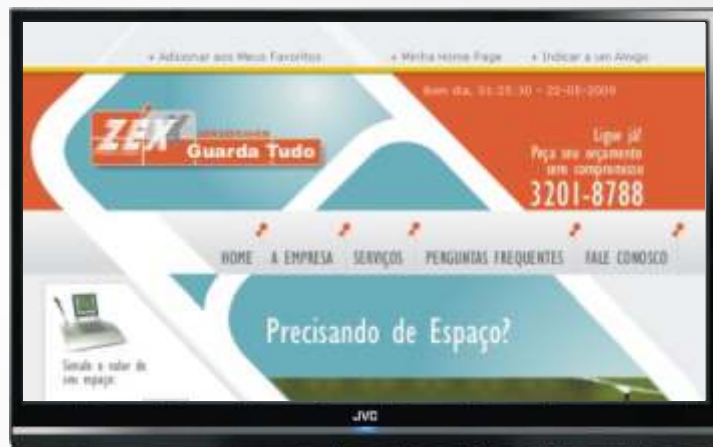 + Adicionar aos Meus Favoritos + Minha Home Page + Indicar a um Amigo
Bom dia, 01:25:30 - 22-08-2009
ZEX
Guarda Tudo
Ligue já!
Peça seu orçamento
sem compromisso
3201-8788
HOME A EMPRESA SERVIÇOS PERGUNTAS FREQUENTES FALE CONOSCO
Precisando de Espaço?
Simule o valor do
seu espaço:
JVC